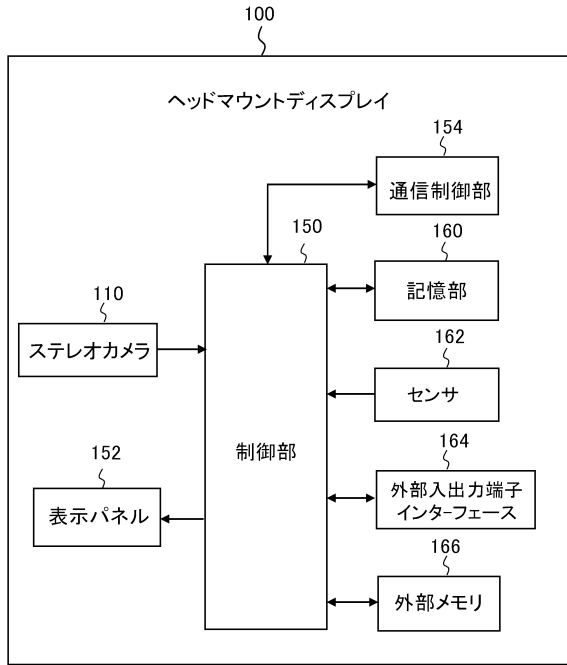 100
ヘッドマウントディスプレイ
154
通信制御部
150
160
記憶部
110
ステレオカメラ
162
センサ
制御部
164
外部入出力端子
インターフェース
152
表示パネル
166
外部メモリ